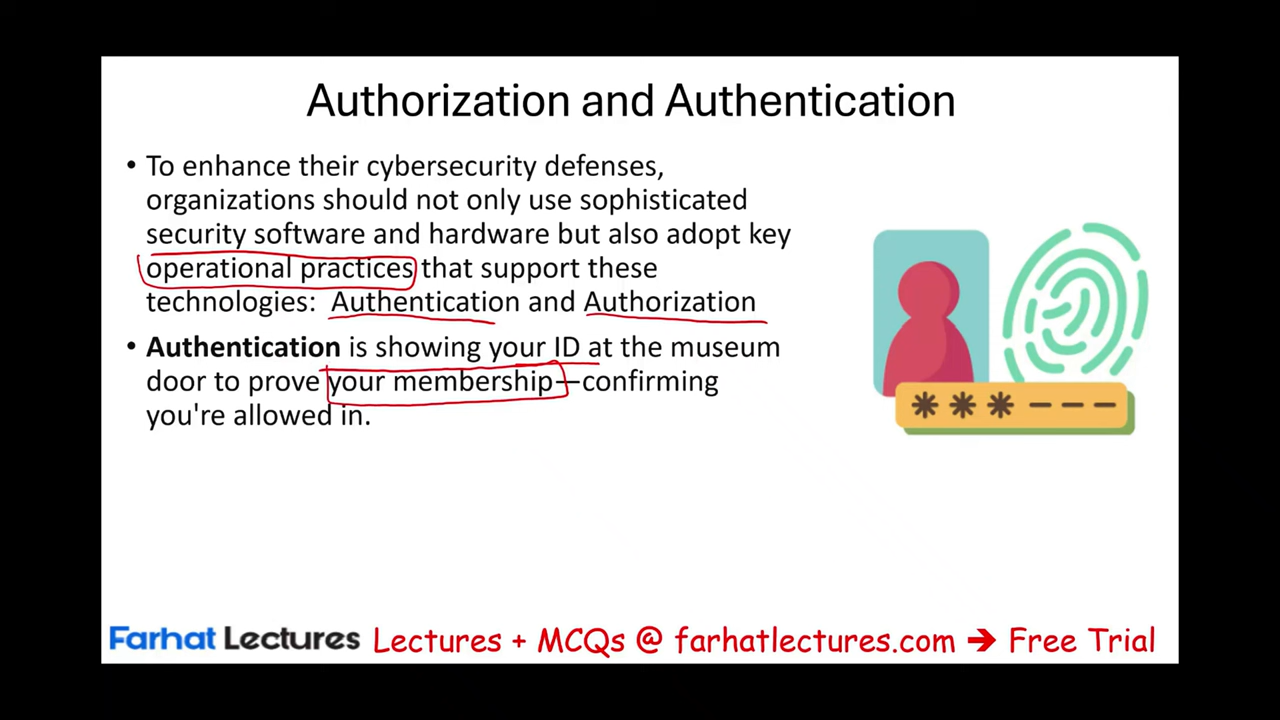 Authorization and Authentication
• To enhance their cybersecurity defenses,
organizations should not only use sophisticated
security software and hardware but also adopt key
operational practices that support these
technologies: Authentication and Authorization
• Authentication is showing your ID at the museum
door to prove your membership—confirming
you're allowed in.
***---
Farhat Lectures Lectures + MCQs @ farhatlectures.com ➔ Free Trial